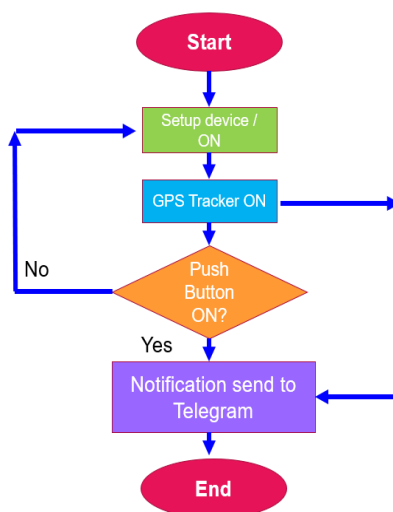 Start
Setup device /
ON
GPS Tracker ON
No
Push
Button
ON?
Yes
Notification send to
Telegram
End